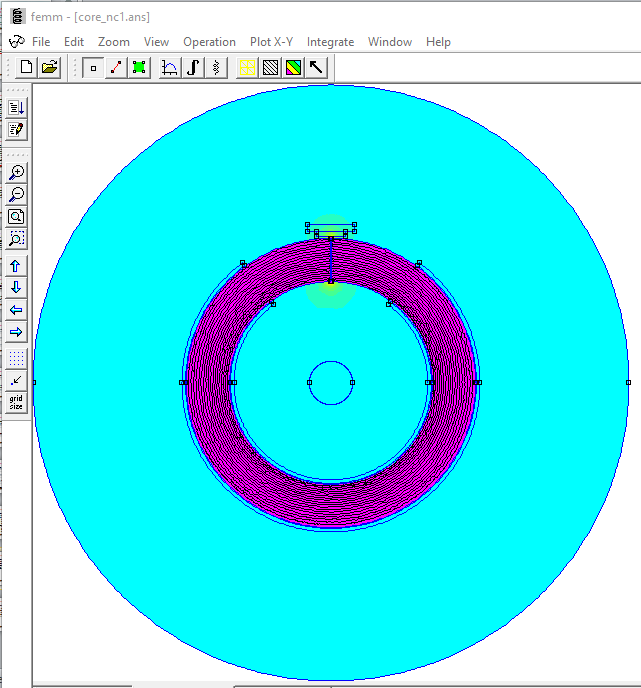 femm - [core_nc1.ans]
File Edit Zoom View Operation Plot X-Y Integrate Window Help
grid
size